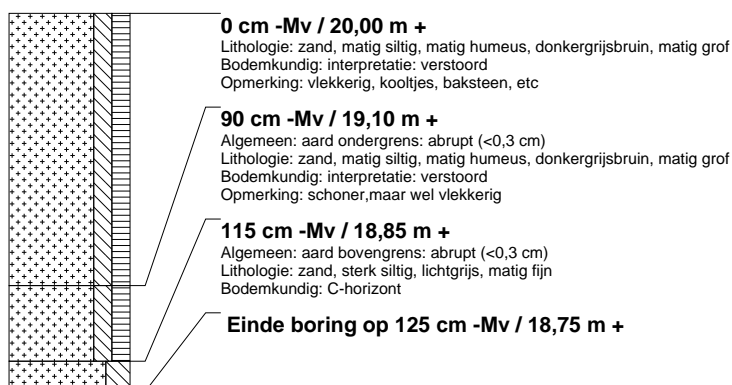 0 cm -Mv / 20,00 m +
Lithologie: zand, matig siltig, matig humeus, donkergrijsbruin, matig grof
Bodemkundig: interpretatie: verstoord
Opmerking: vlekkerig, kooltjes, baksteen, etc
90 cm -Mv / 19,10 m +
Algemeen: aard ondergrens: abrupt (<0,3 cm)
Lithologie: zand, matig siltig, matig humeus, donkergrijsbruin, matig grof
Bodemkundig: interpretatie: verstoord
Opmerking: schoner,maar wel vlekkerig
115 cm -Mv / 18,85 m +
Algemeen: aard bovengrens: abrupt (<0,3 cm)
Lithologie: zand, sterk siltig, lichtgrijs, matig fijn
Bodemkundig: C-horizont
Einde boring op 125 cm -Mv / 18,75 m +